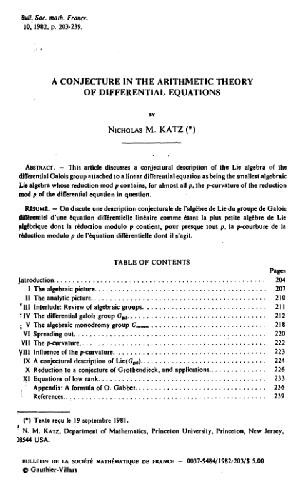 Bull. Soc. math. France,
10, 1982, p. 203-239.
A CONJECTURE IN THE ARITHMETIC THEORY
OF DIFFERENTIAL EQUATIONS
BY
NICHOLAS M. KATZ (*)
ABSTRACT. — This article discusses a conjectural description of the Lie algebra of the
differential Galois group attached to a linear differential equation as being the smallest algebraic
Lie algebra whose reduction mod p contains, for almost all p, the p-curvature of the reduction
mod p of the differential equation in question.
RÉSUMÉ. — On discute une description conjecturale de l'algèbre de Lie du groupe de Galois
différentiel d'une équation différentielle linéaire comme étant la plus petite algèbre de Lie
algébrique dont la réduction modulo p contient, pour presque tout p, la p-courbure de la
réduction modulo p de l'équation différentielle dont il s'agit.
TABLE OF CONTENTS
Pages
Introduction 204
I The algebraic picture 207
II The analytic picture 210
III Interlude: Review of algebraic groups 211
IV The differential galois group Ggal 212
V The algebraic monodromy group Gmono 218
VI Spreading out 220
VII The p-curvature 222
VIII Influence of the p-curvature 223
IX A conjectural description of Lie(Ggal) 224
X Reduction to a conjecture of Grothendieck, and applications 226
XI Equations of low rank 233
Appendix: A formula of O. Gabber 236
References 239
(*) Texte reçu le 19 septembre 1981.
N. M. KATZ, Department of Mathematics, Princeton University, Princeton, New Jersey,
08544 USA.
BULLETIN DE LA SOCIÉTÉ MATHÉMATIQUE DE FRANCE — 0037-9484/1982-203/$ 5.00
© Gauthier-Villars